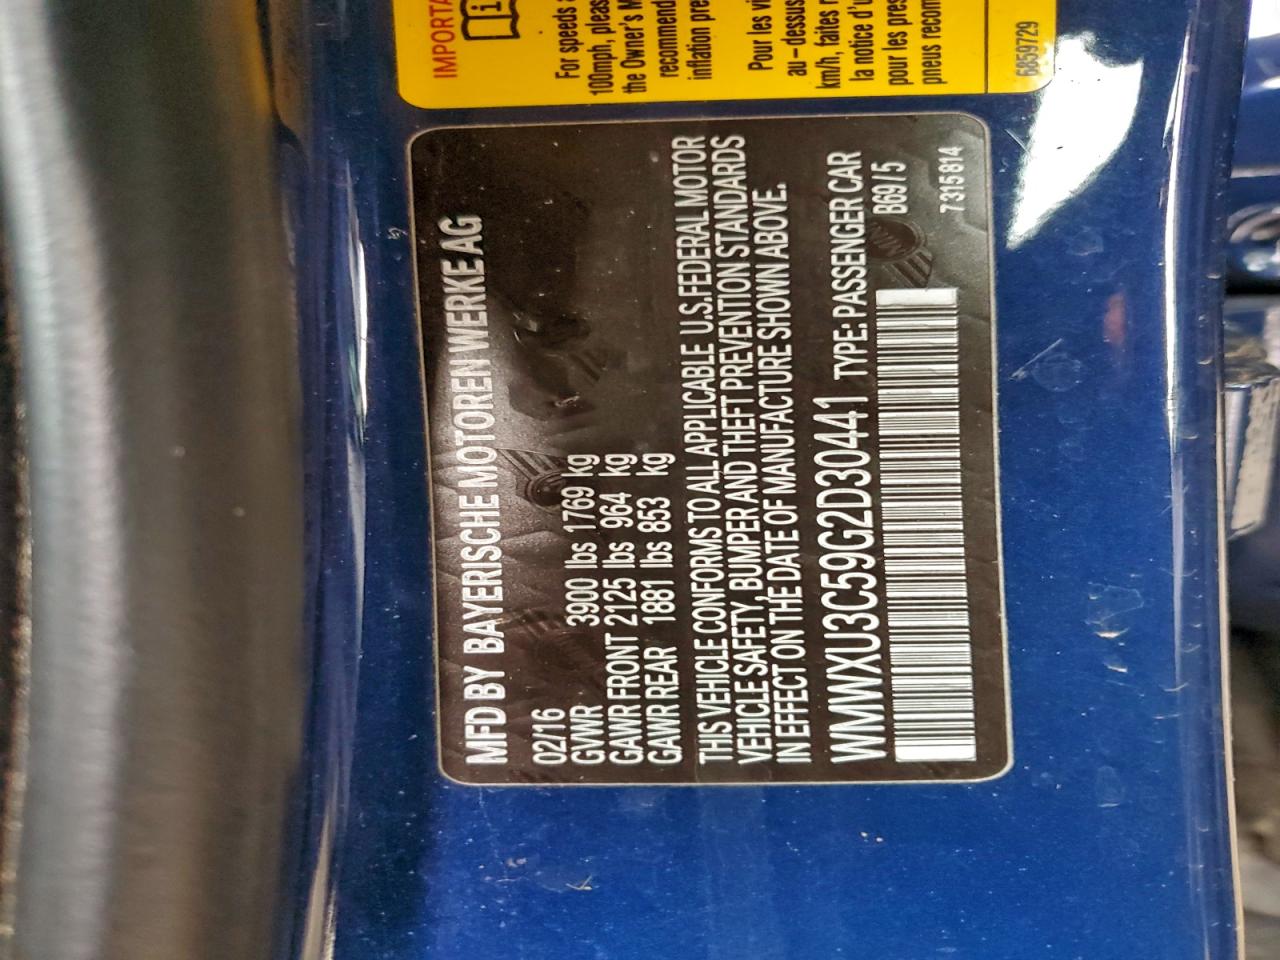 IMPORTA
i
For speeds
100mph, pleas
the Owner's M
recommend
inflation pre
Pour les vi
au-dessus
km/h, faites r
la notice d'u
pour les pres
pneus recom
6859729
MFD BY BAYERISCHE MOTOREN WERKE AG
02/16
GVWR 3900 lbs 1769 kg
GAWR FRONT 2125 lbs 964 kg
GAWR REAR 1881 lbs 853 kg
THIS VEHICLE CONFORMS TO ALL APPLICABLE U.S.FEDERAL MOTOR
VEHICLE SAFETY, BUMPER AND THEFT PREVENTION STANDARDS
IN EFFECT ON THE DATE OF MANUFACTURE SHOWN ABOVE.
WMWXU3C59G2D30441 TYPE: PASSENGER CAR
B69/5
7 315 814